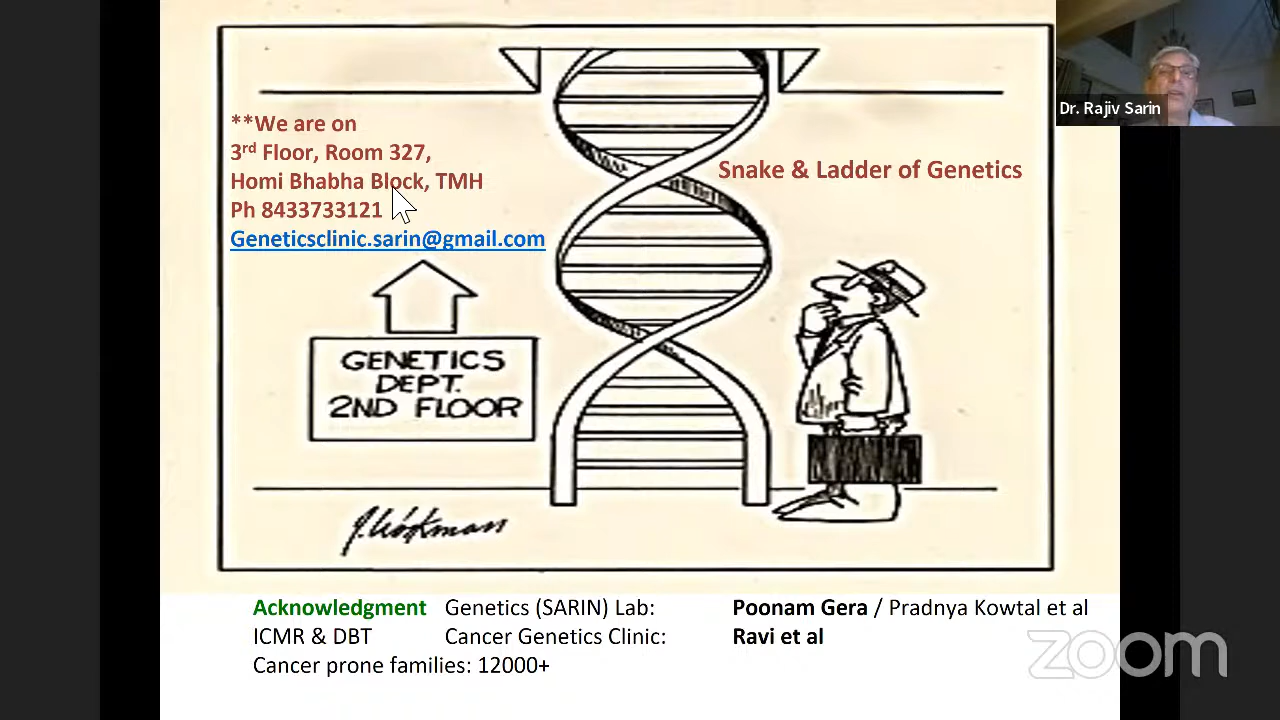 **We are on
3rd Floor, Room 327,
Homi Bhabha Block, TMH
Ph 8433733121
Geneticsclinic.sarin@gmail.com
Snake & Ladder of Genetics
Dr. Rajiv Sarin
GENETICS
DEPT.
2ND FLOOR
Acknowledgment Genetics (SARIN) Lab: Poonam Gera / Pradnya Kowtal et al
ICMR & DBT Cancer Genetics Clinic: Ravi et al
Cancer prone families: 12000+
zoom